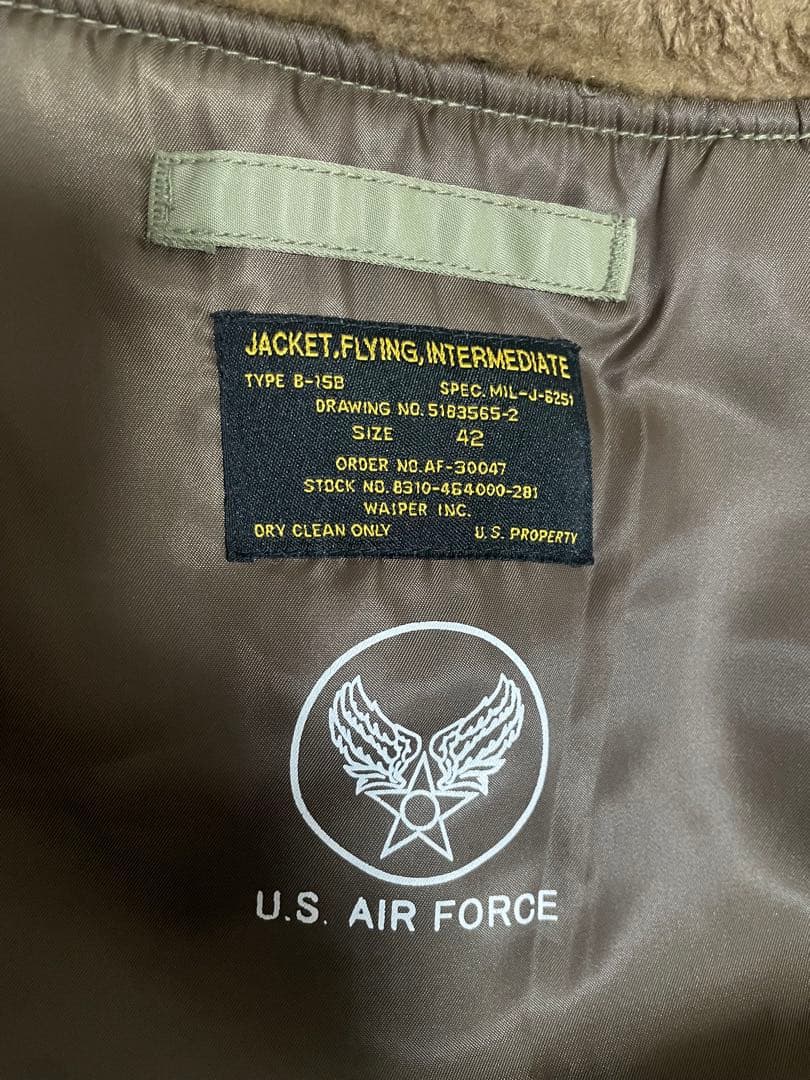 JACKET,FLYING,INTERMEDIATE
TYPE B-15B SPEC. MIL-J-6251
DRAWING NO. 5183565-2
SIZE 42
ORDER NO. AF-30047
STOCK NO. 8310-464000-281
WAIPER INC.
DRY CLEAN ONLY U.S. PROPERTY
U.S. AIR FORCE